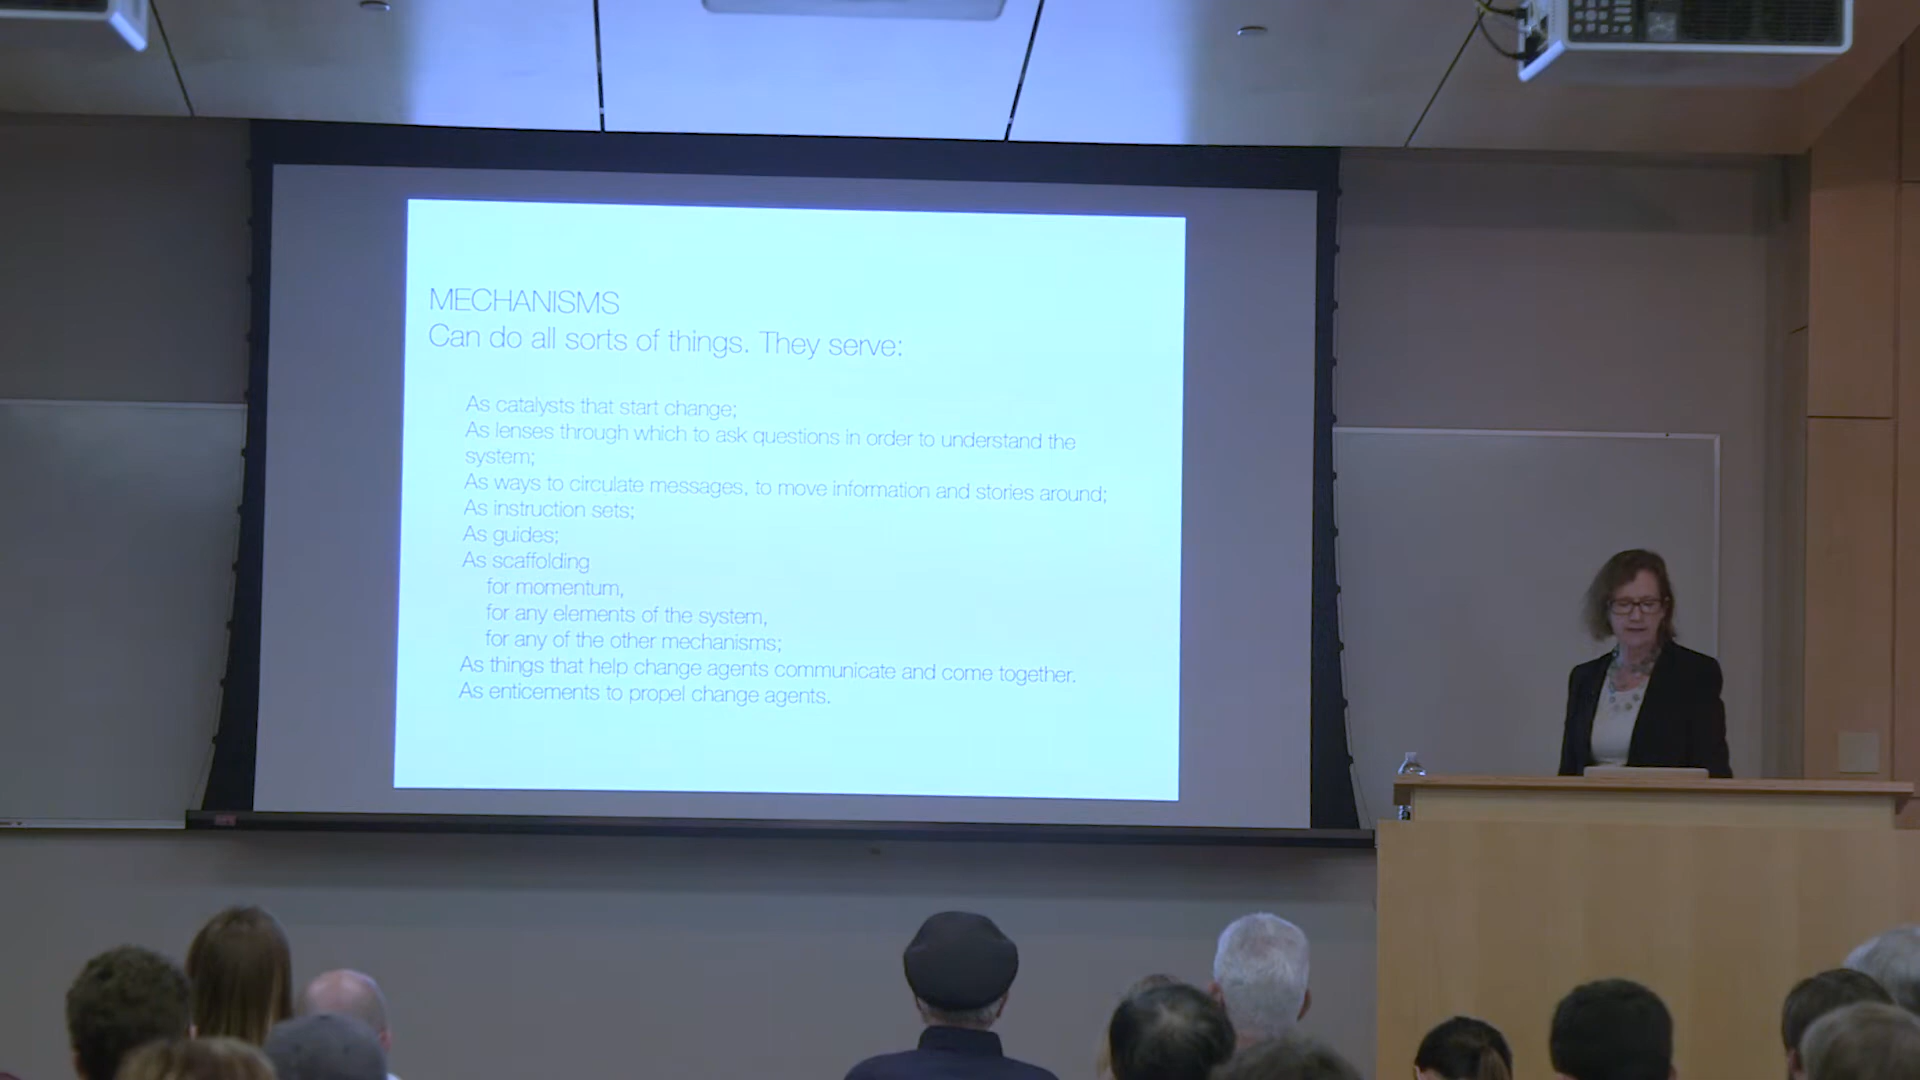 MECHANISMS
Can do all sorts of things. They serve:
As catalysts that start change;
As lenses through which to ask questions in order to understand the
system;
As ways to circulate messages, to move information and stories around;
As instruction sets;
As guides;
As scaffolding
for momentum,
for any elements of the system,
for any of the other mechanisms;
As things that help change agents communicate and come together.
As enticements to propel change agents.